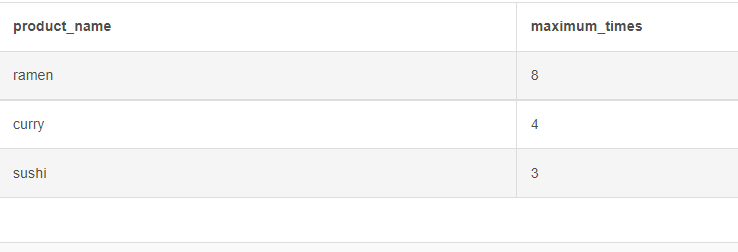 product_name maximum_times
ramen 8
curry 4
sushi 3